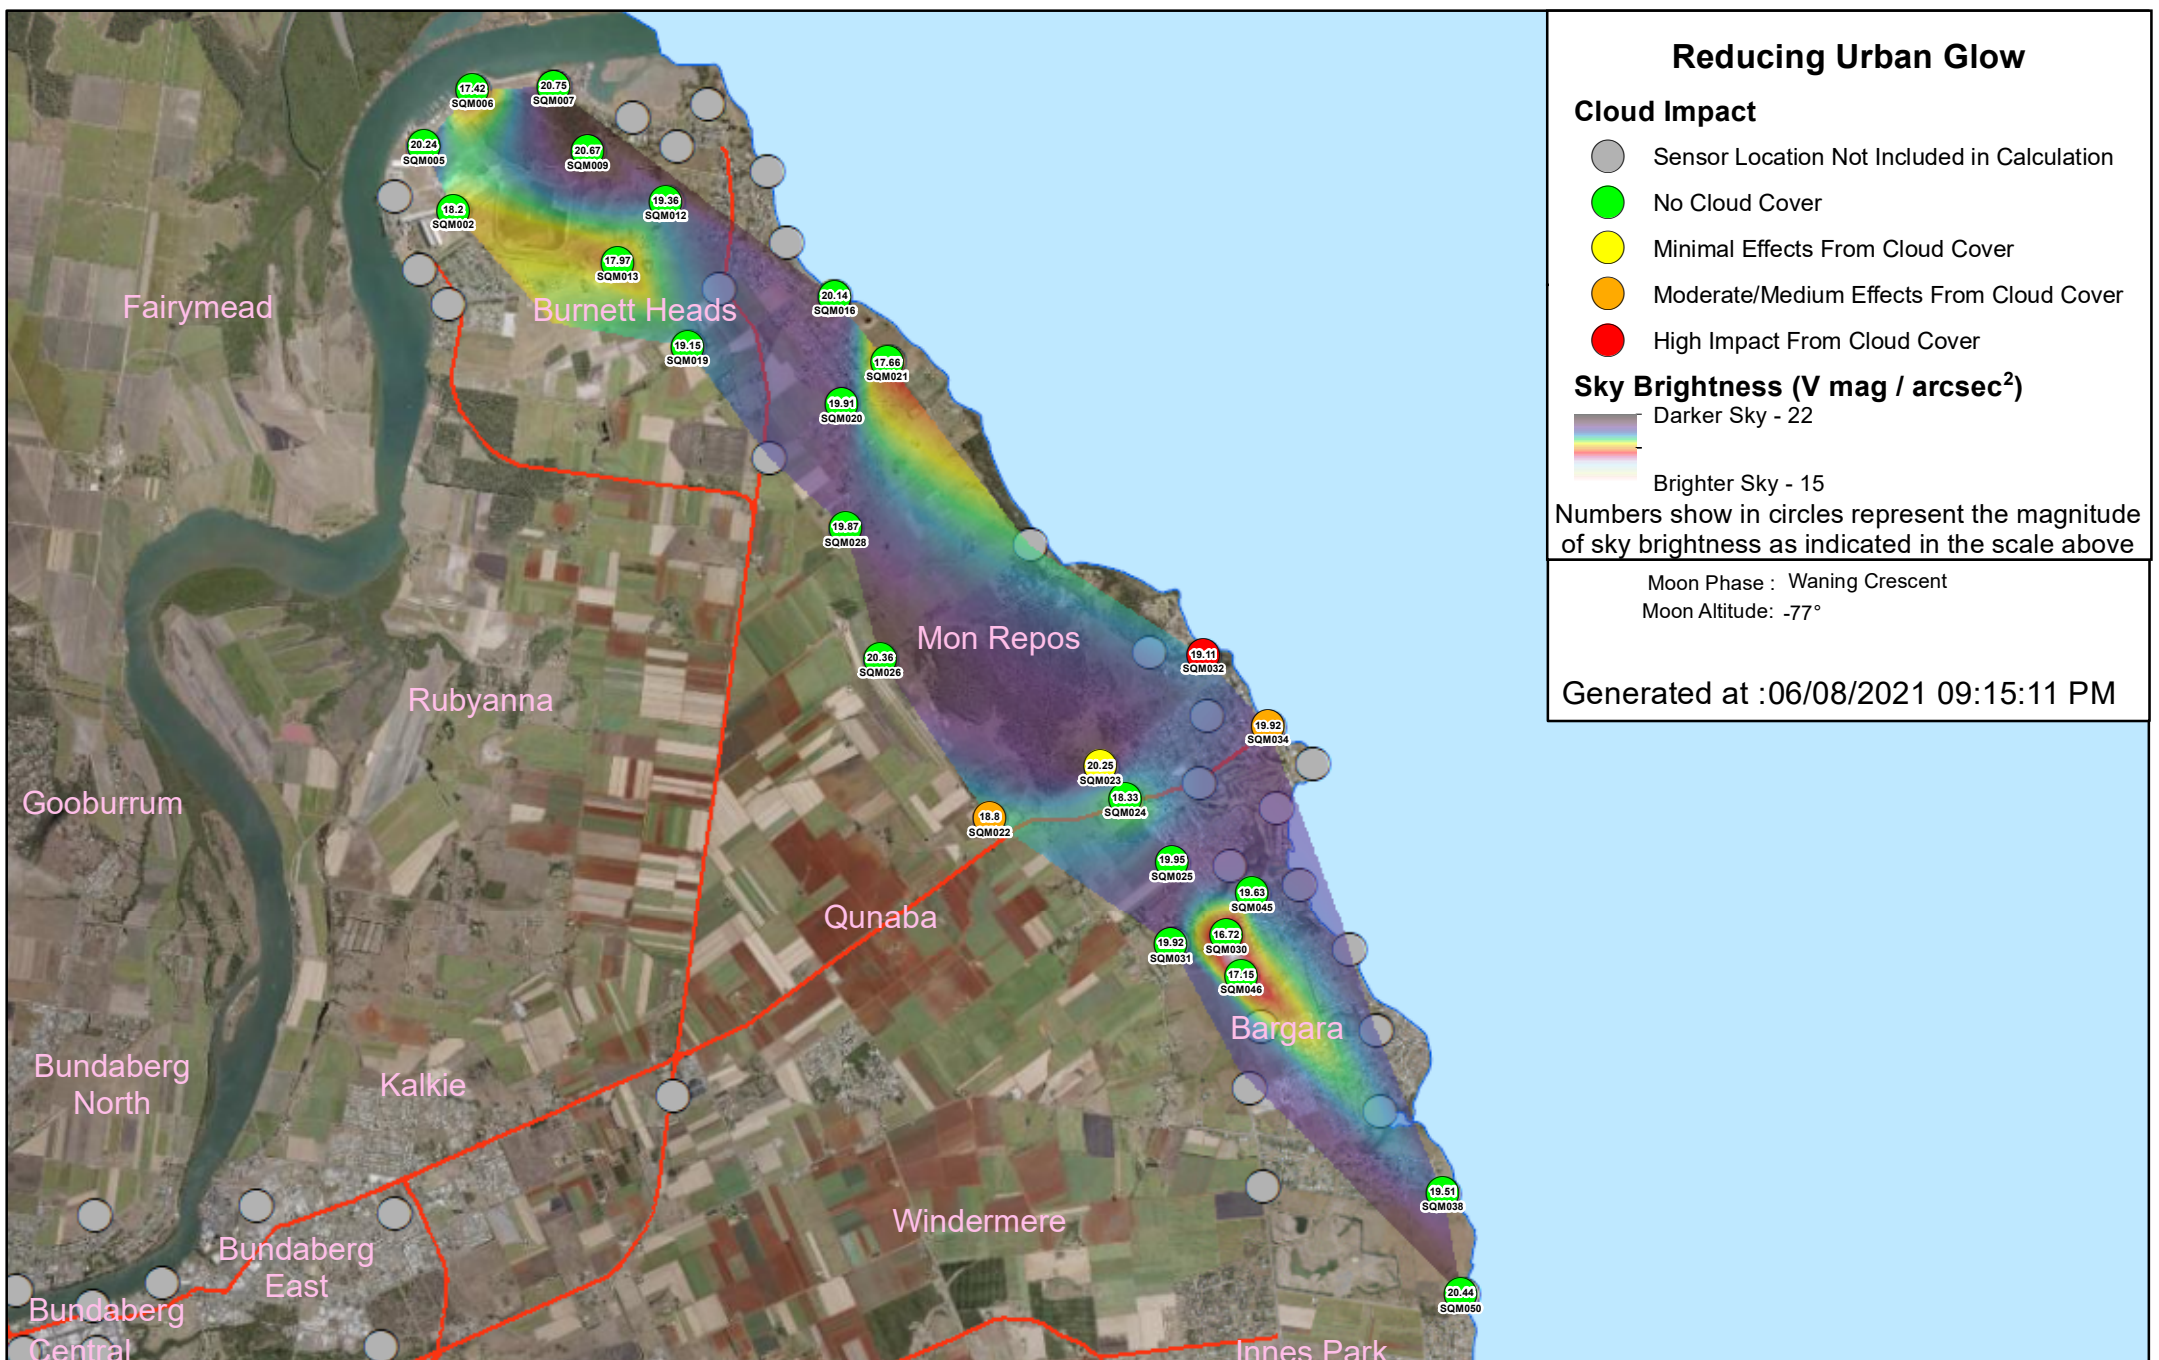 Reducing Urban Glow
Cloud Impact
Sensor Location Not Included in Calculation
No Cloud Cover
Minimal Effects From Cloud Cover
Moderate/Medium Effects From Cloud Cover
High Impact From Cloud Cover
Sky Brightness (V mag / arcsec²)
Darker Sky - 22
Brighter Sky - 15
Numbers show in circles represent the magnitude
of sky brightness as indicated in the scale above
Moon Phase : Waning Crescent
Moon Altitude: -77°
Generated at :06/08/2021 09:15:11 PM
17.42
SQM006
20.75
SQM007
20.24
SQM005
20.67
SQM009
18.2
SQM002
19.36
SQM012
17.97
SQM013
Fairymead
Burnett Heads
20.14
SQM016
19.15
SQM019
17.66
SQM021
19.91
SQM020
19.87
SQM028
Mon Repos
20.36
SQM026
19.11
SQM032
Rubyanna
19.92
SQM034
20.25
SQM023
18.33
SQM024
18.8
SQM022
Gooburrum
19.95
SQM025
19.63
SQM045
Qunaba
16.72
SQM030
19.92
SQM031
17.15
SQM046
Bargara
Bundaberg
North
Kalkie
19.51
SQM038
Windermere
Bundaberg
East
20.44
SQM050
Bundaberg
Central
Innes Park